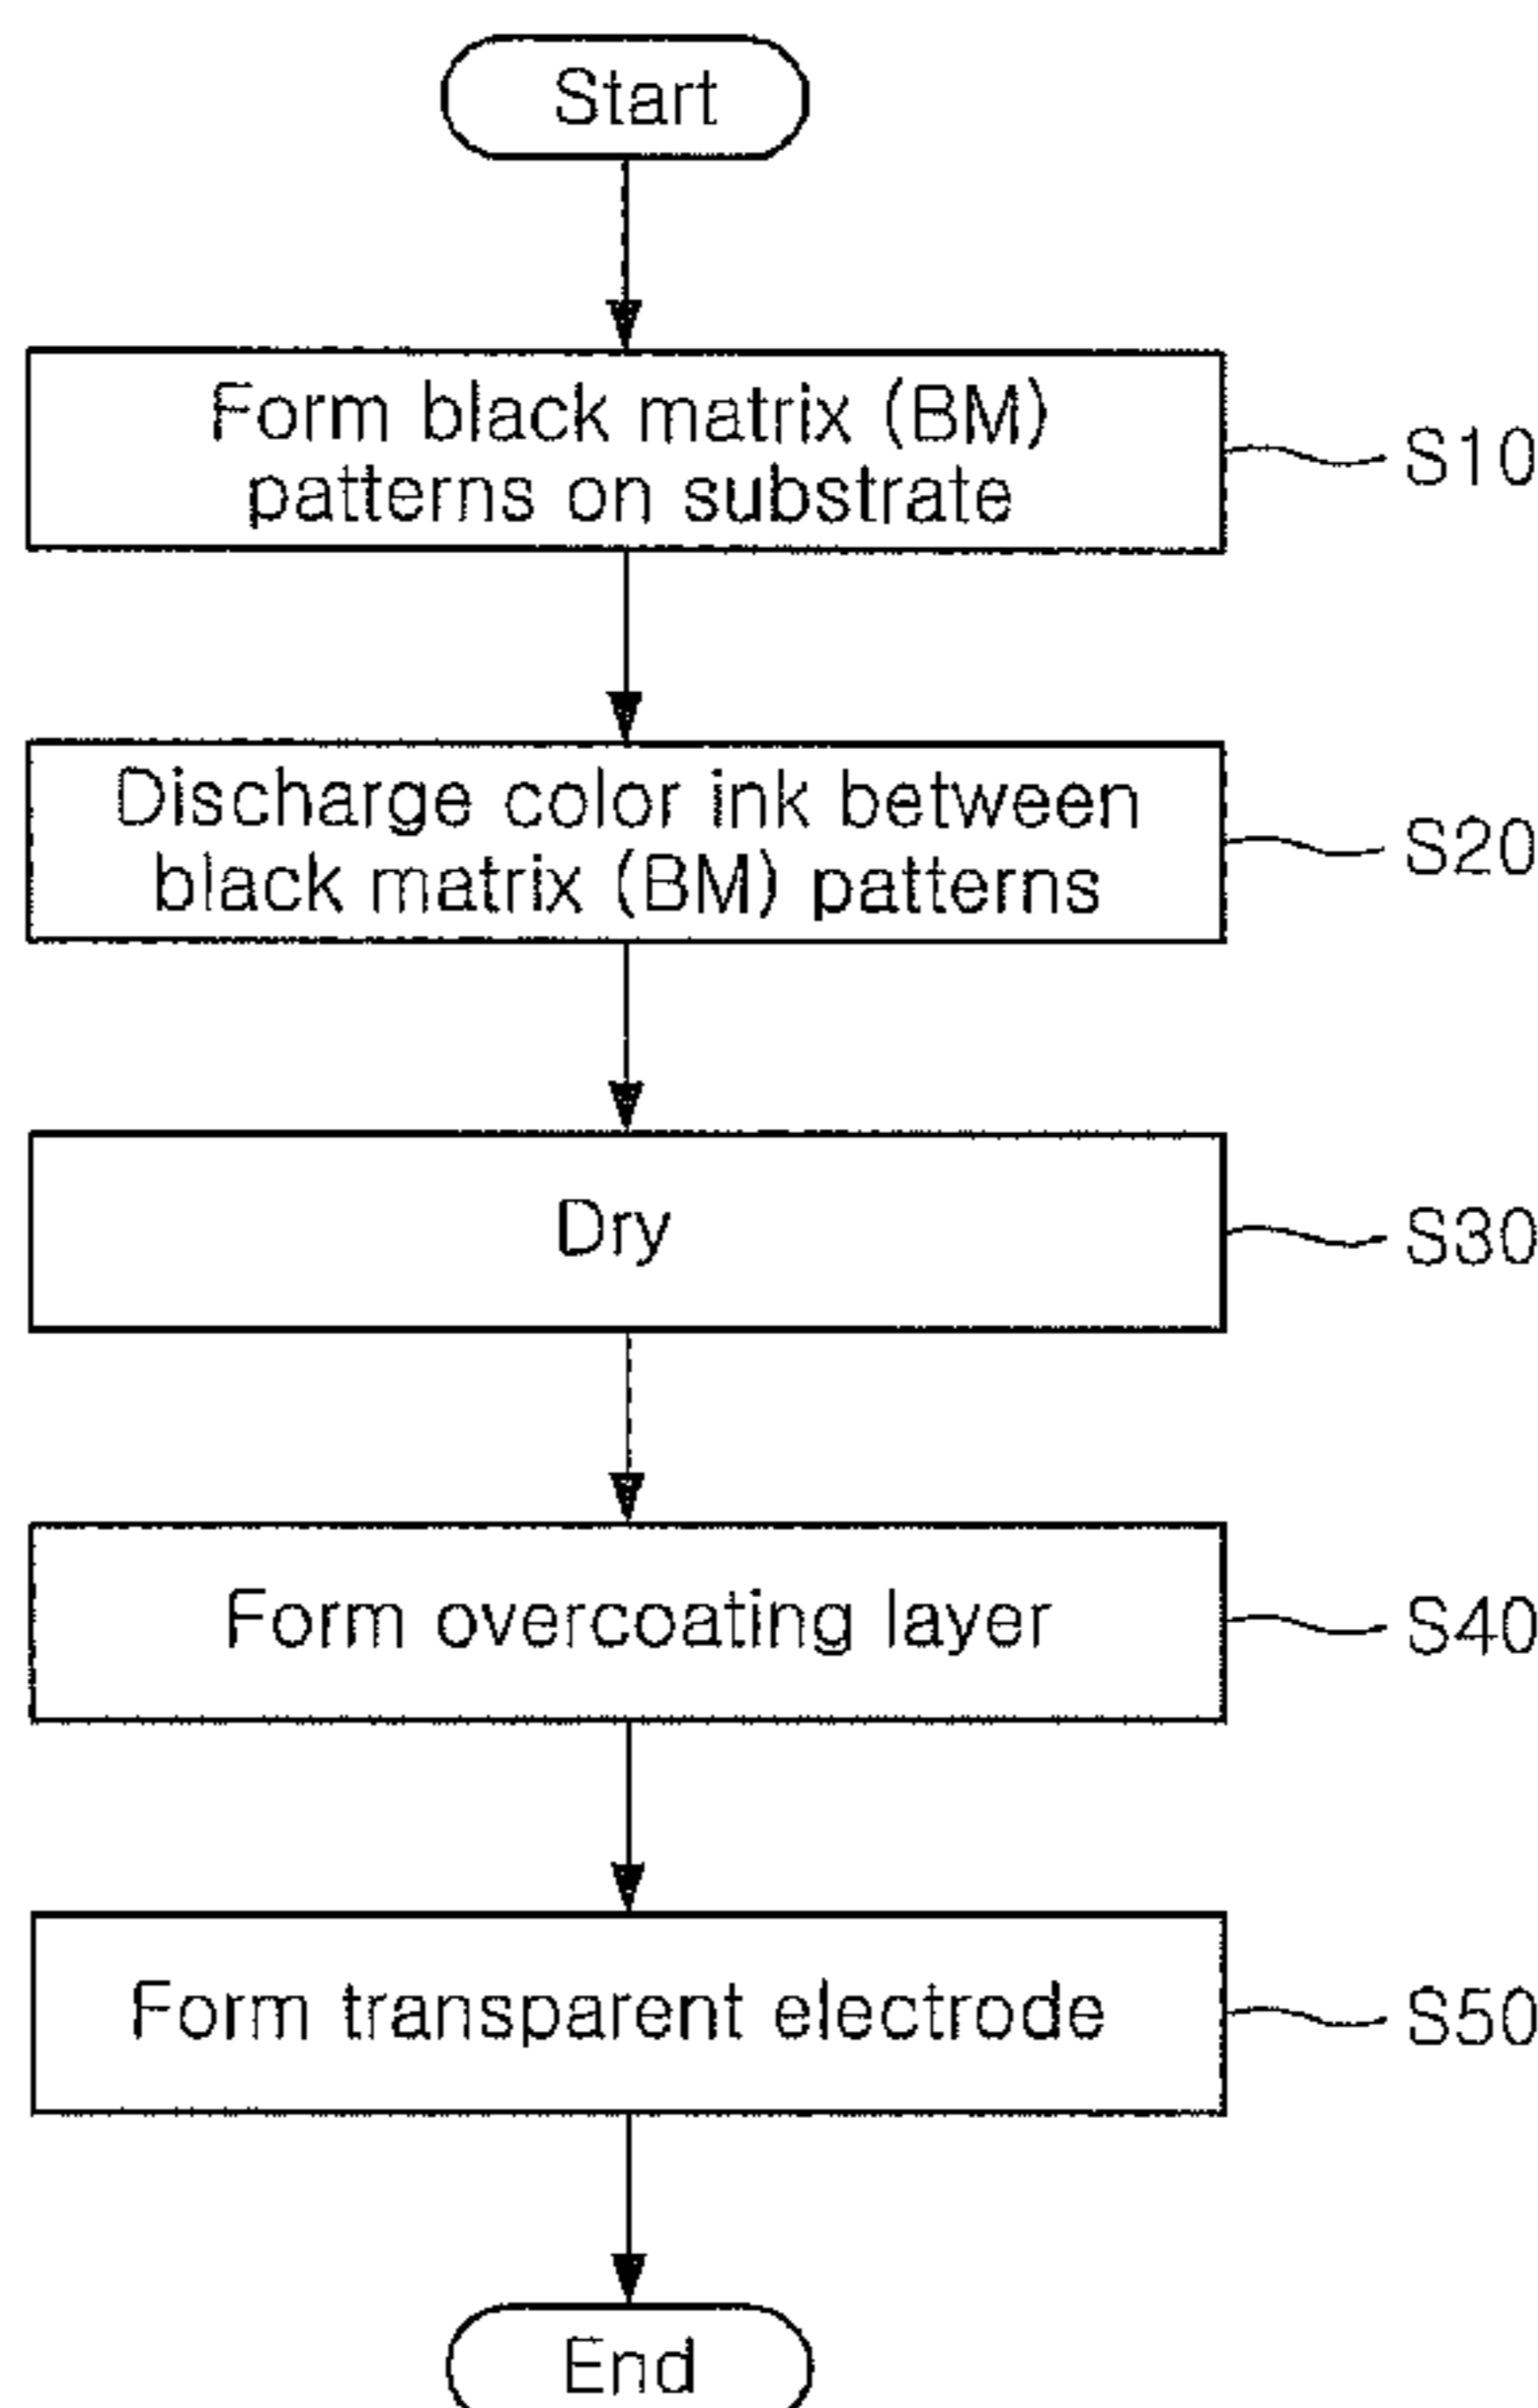 Start
Form black matrix (BM)
patterns on substrate
S10
Discharge color ink between
black matrix (BM) patterns
S20
Dry
S30
Form overcoating layer
S40
Form transparent electrode
S50
End